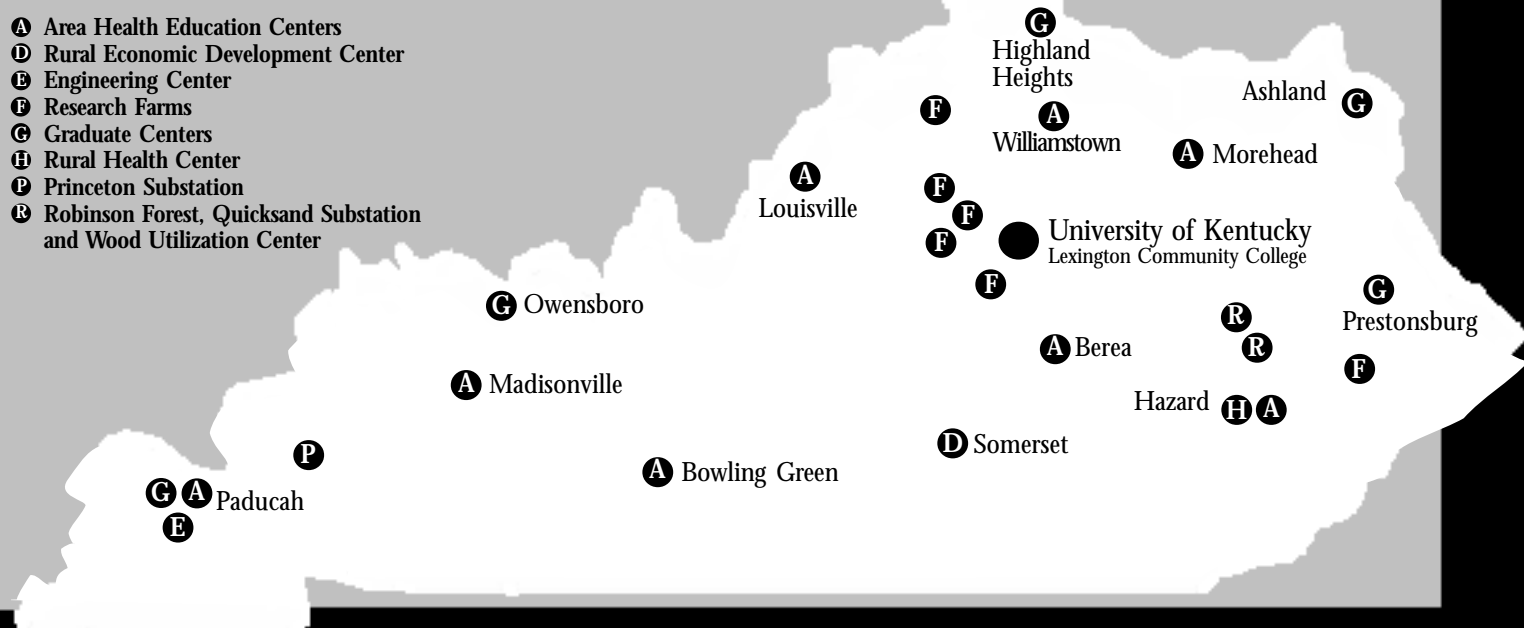 A Area Health Education Centers
D Rural Economic Development Center
E Engineering Center
F Research Farms
G Graduate Centers
H Rural Health Center
P Princeton Substation
R Robinson Forest, Quicksand Substation
and Wood Utilization Center
G
Highland
Heights
Ashland G
F
A
Williamstown
A Morehead
A
Louisville
F
F
F
University of Kentucky
Lexington Community College
F
G
Prestonsburg
G Owensboro
R
R
A Berea
F
A Madisonville
Hazard H A
D Somerset
P
A Bowling Green
G A Paducah
E